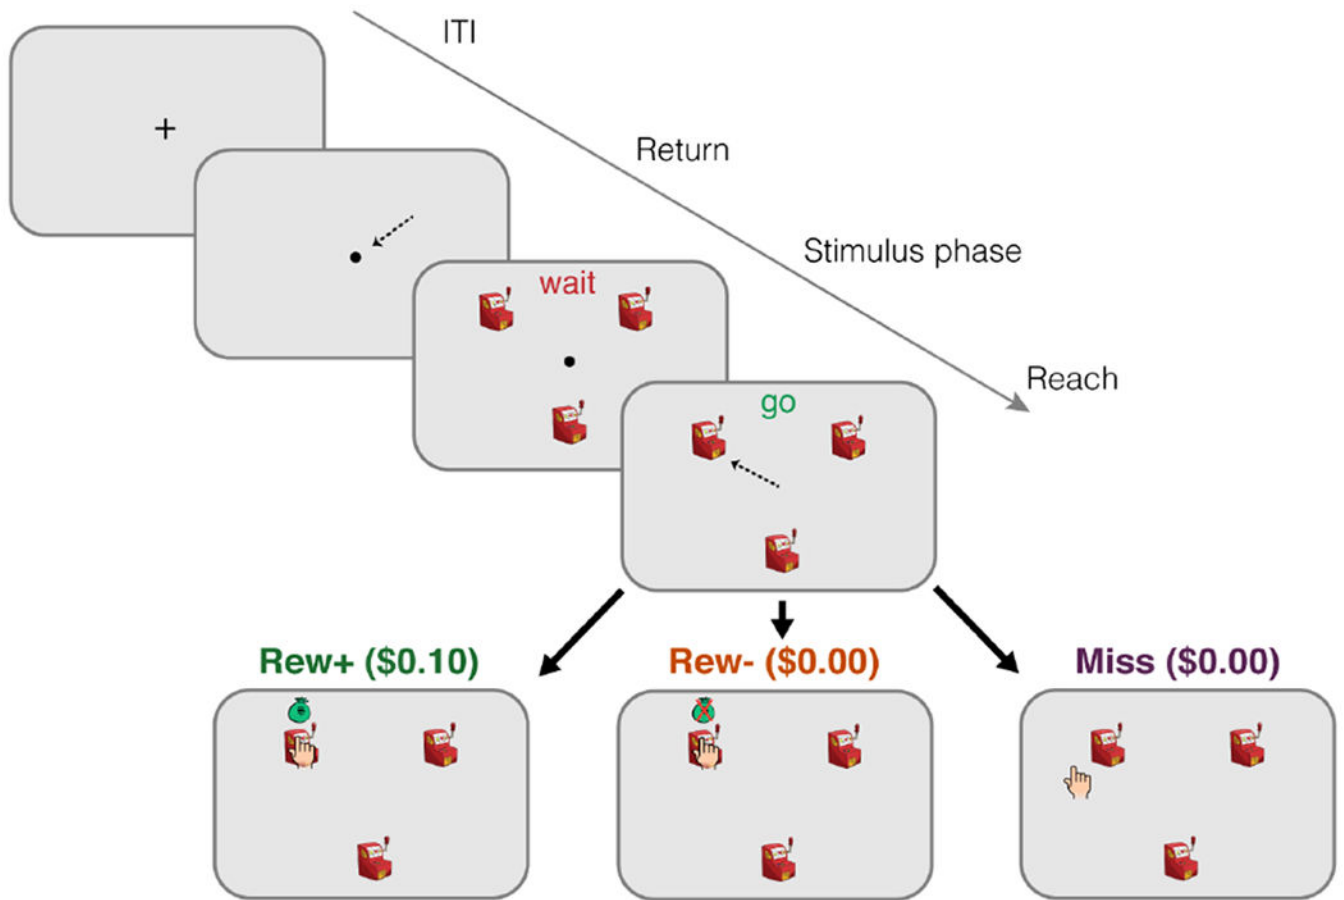 ITI
Return
Stimulus phase
wait
Reach
go
Rew+ ($0.10)
Rew- ($0.00)
Miss ($0.00)